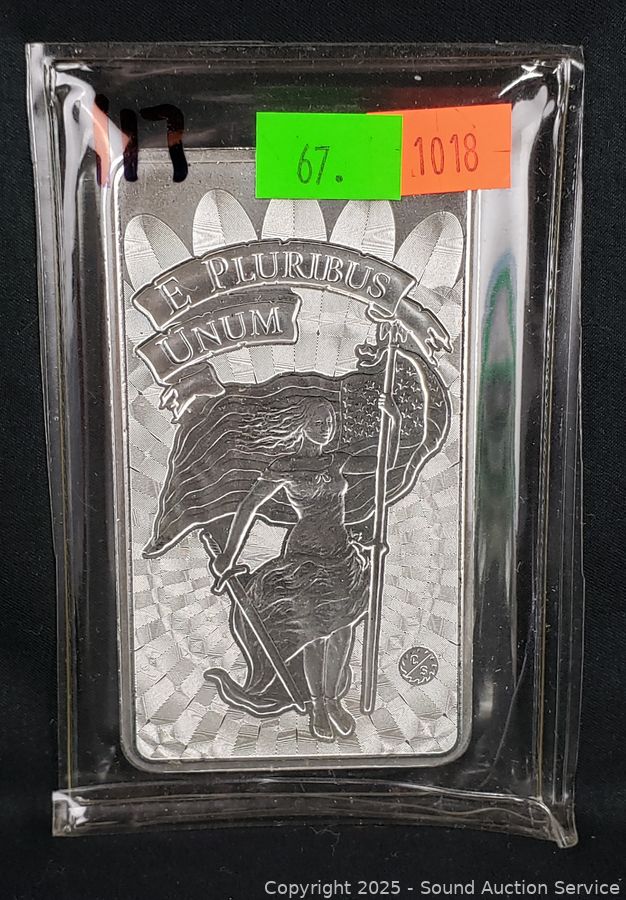 117
67.
1018
E PLURIBUS
UNUM
C
S
Copyright 2025 - Sound Auction Service